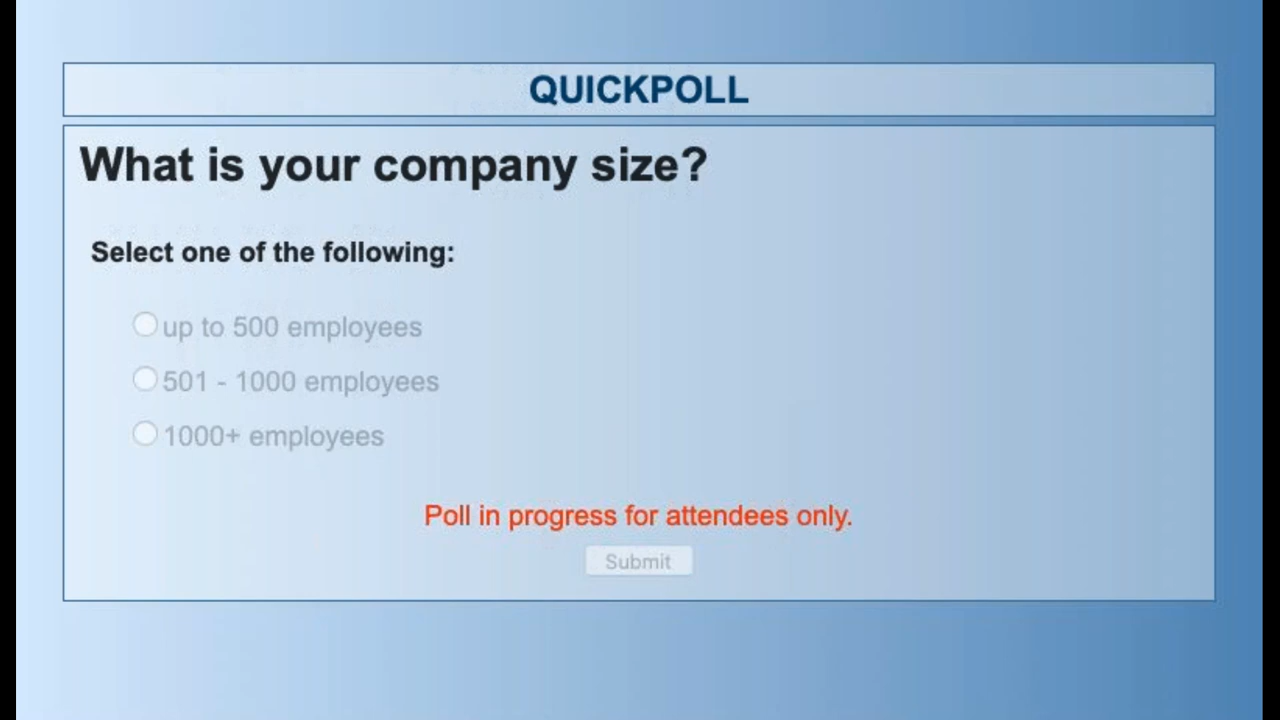 QUICKPOLL
What is your company size?
Select one of the following:
up to 500 employees
501 - 1000 employees
1000+ employees
Poll in progress for attendees only.
Submit